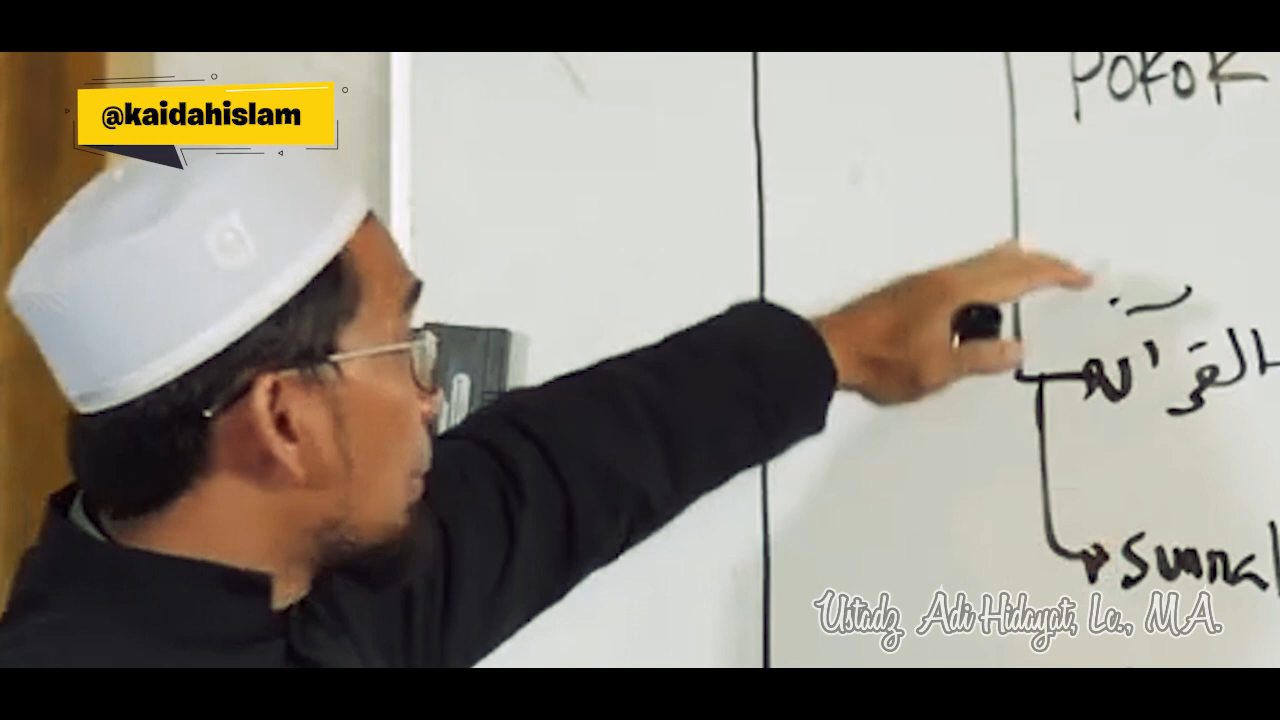 @kaidahislam
POKOK
القرآن
Sunnah
Ustadz Adi Hidayat, Lc., M.A.